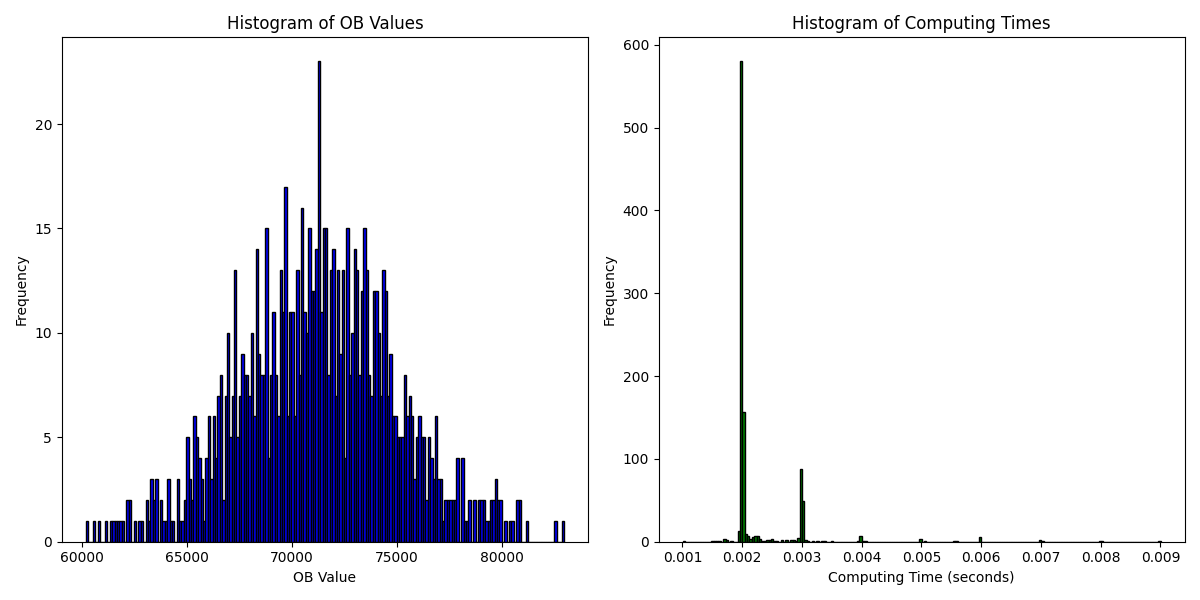 Histogram of OB Values
Frequency
0
5
10
15
20
60000 65000 70000 75000 80000
OB Value
Histogram of Computing Times
Frequency
0
100
200
300
400
500
600
0.001 0.002 0.003 0.004 0.005 0.006 0.007 0.008 0.009
Computing Time (seconds)